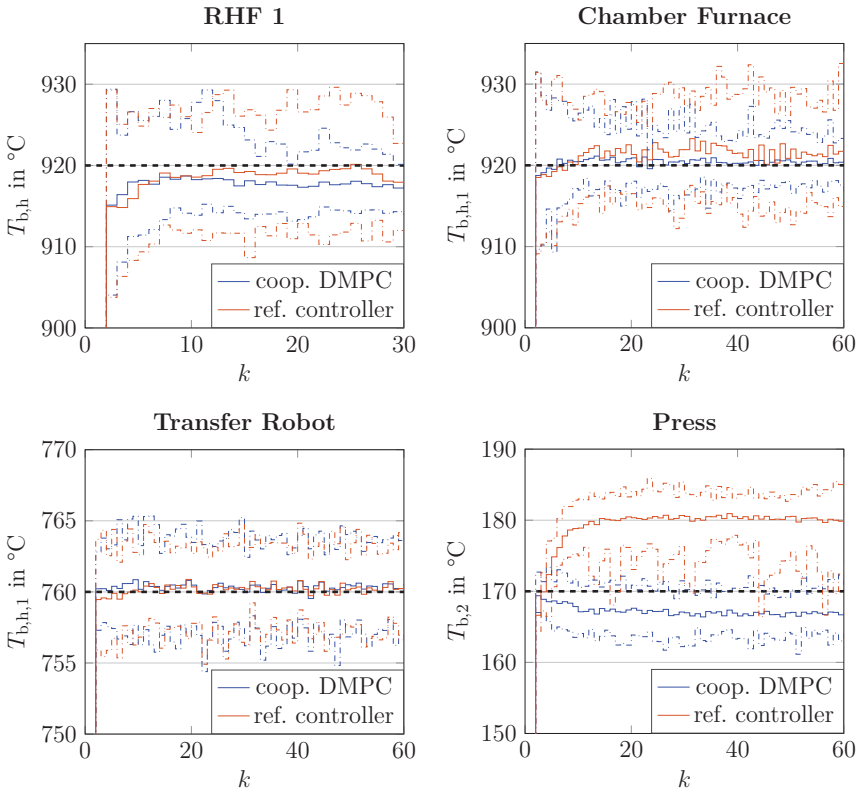 RHF 1
930
920
910
900
0
10
20
30
T_b,h in °C
k
coop. DMPC
ref. controller
Chamber Furnace
930
920
910
900
0
20
40
60
T_b,h,1 in °C
k
coop. DMPC
ref. controller
Transfer Robot
770
765
760
755
750
0
20
40
60
T_b,h,1 in °C
k
coop. DMPC
ref. controller
Press
190
180
170
160
150
0
20
40
60
T_b,2 in °C
k
coop. DMPC
ref. controller